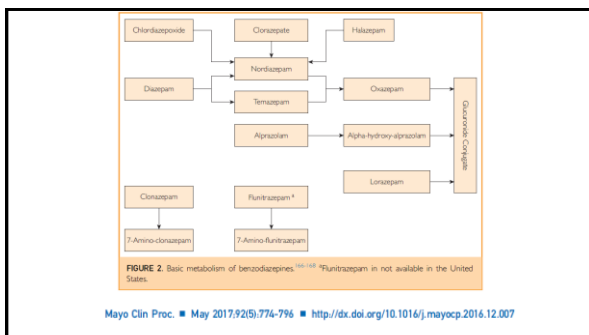 Chlordiazepoxide
Clorazepate
Halazepam
Nordiazepam
Diazepam
Temazepam
Oxazepam
Glucuronide Conjugate
Alprazolam
Alpha-hydroxy-alprazolam
Lorazepam
Clonazepam
Flunitrazepam a
7-Amino-clonazepam
7-Amino-flunitrazepam
FIGURE 2. Basic metabolism of benzodiazepines. aFlunitrazepam in not available in the United
States.
Mayo Clin Proc. ■ May 2017;92(5):774-796 ■ http://dx.doi.org/10.1016/j.mayocp.2016.12.007